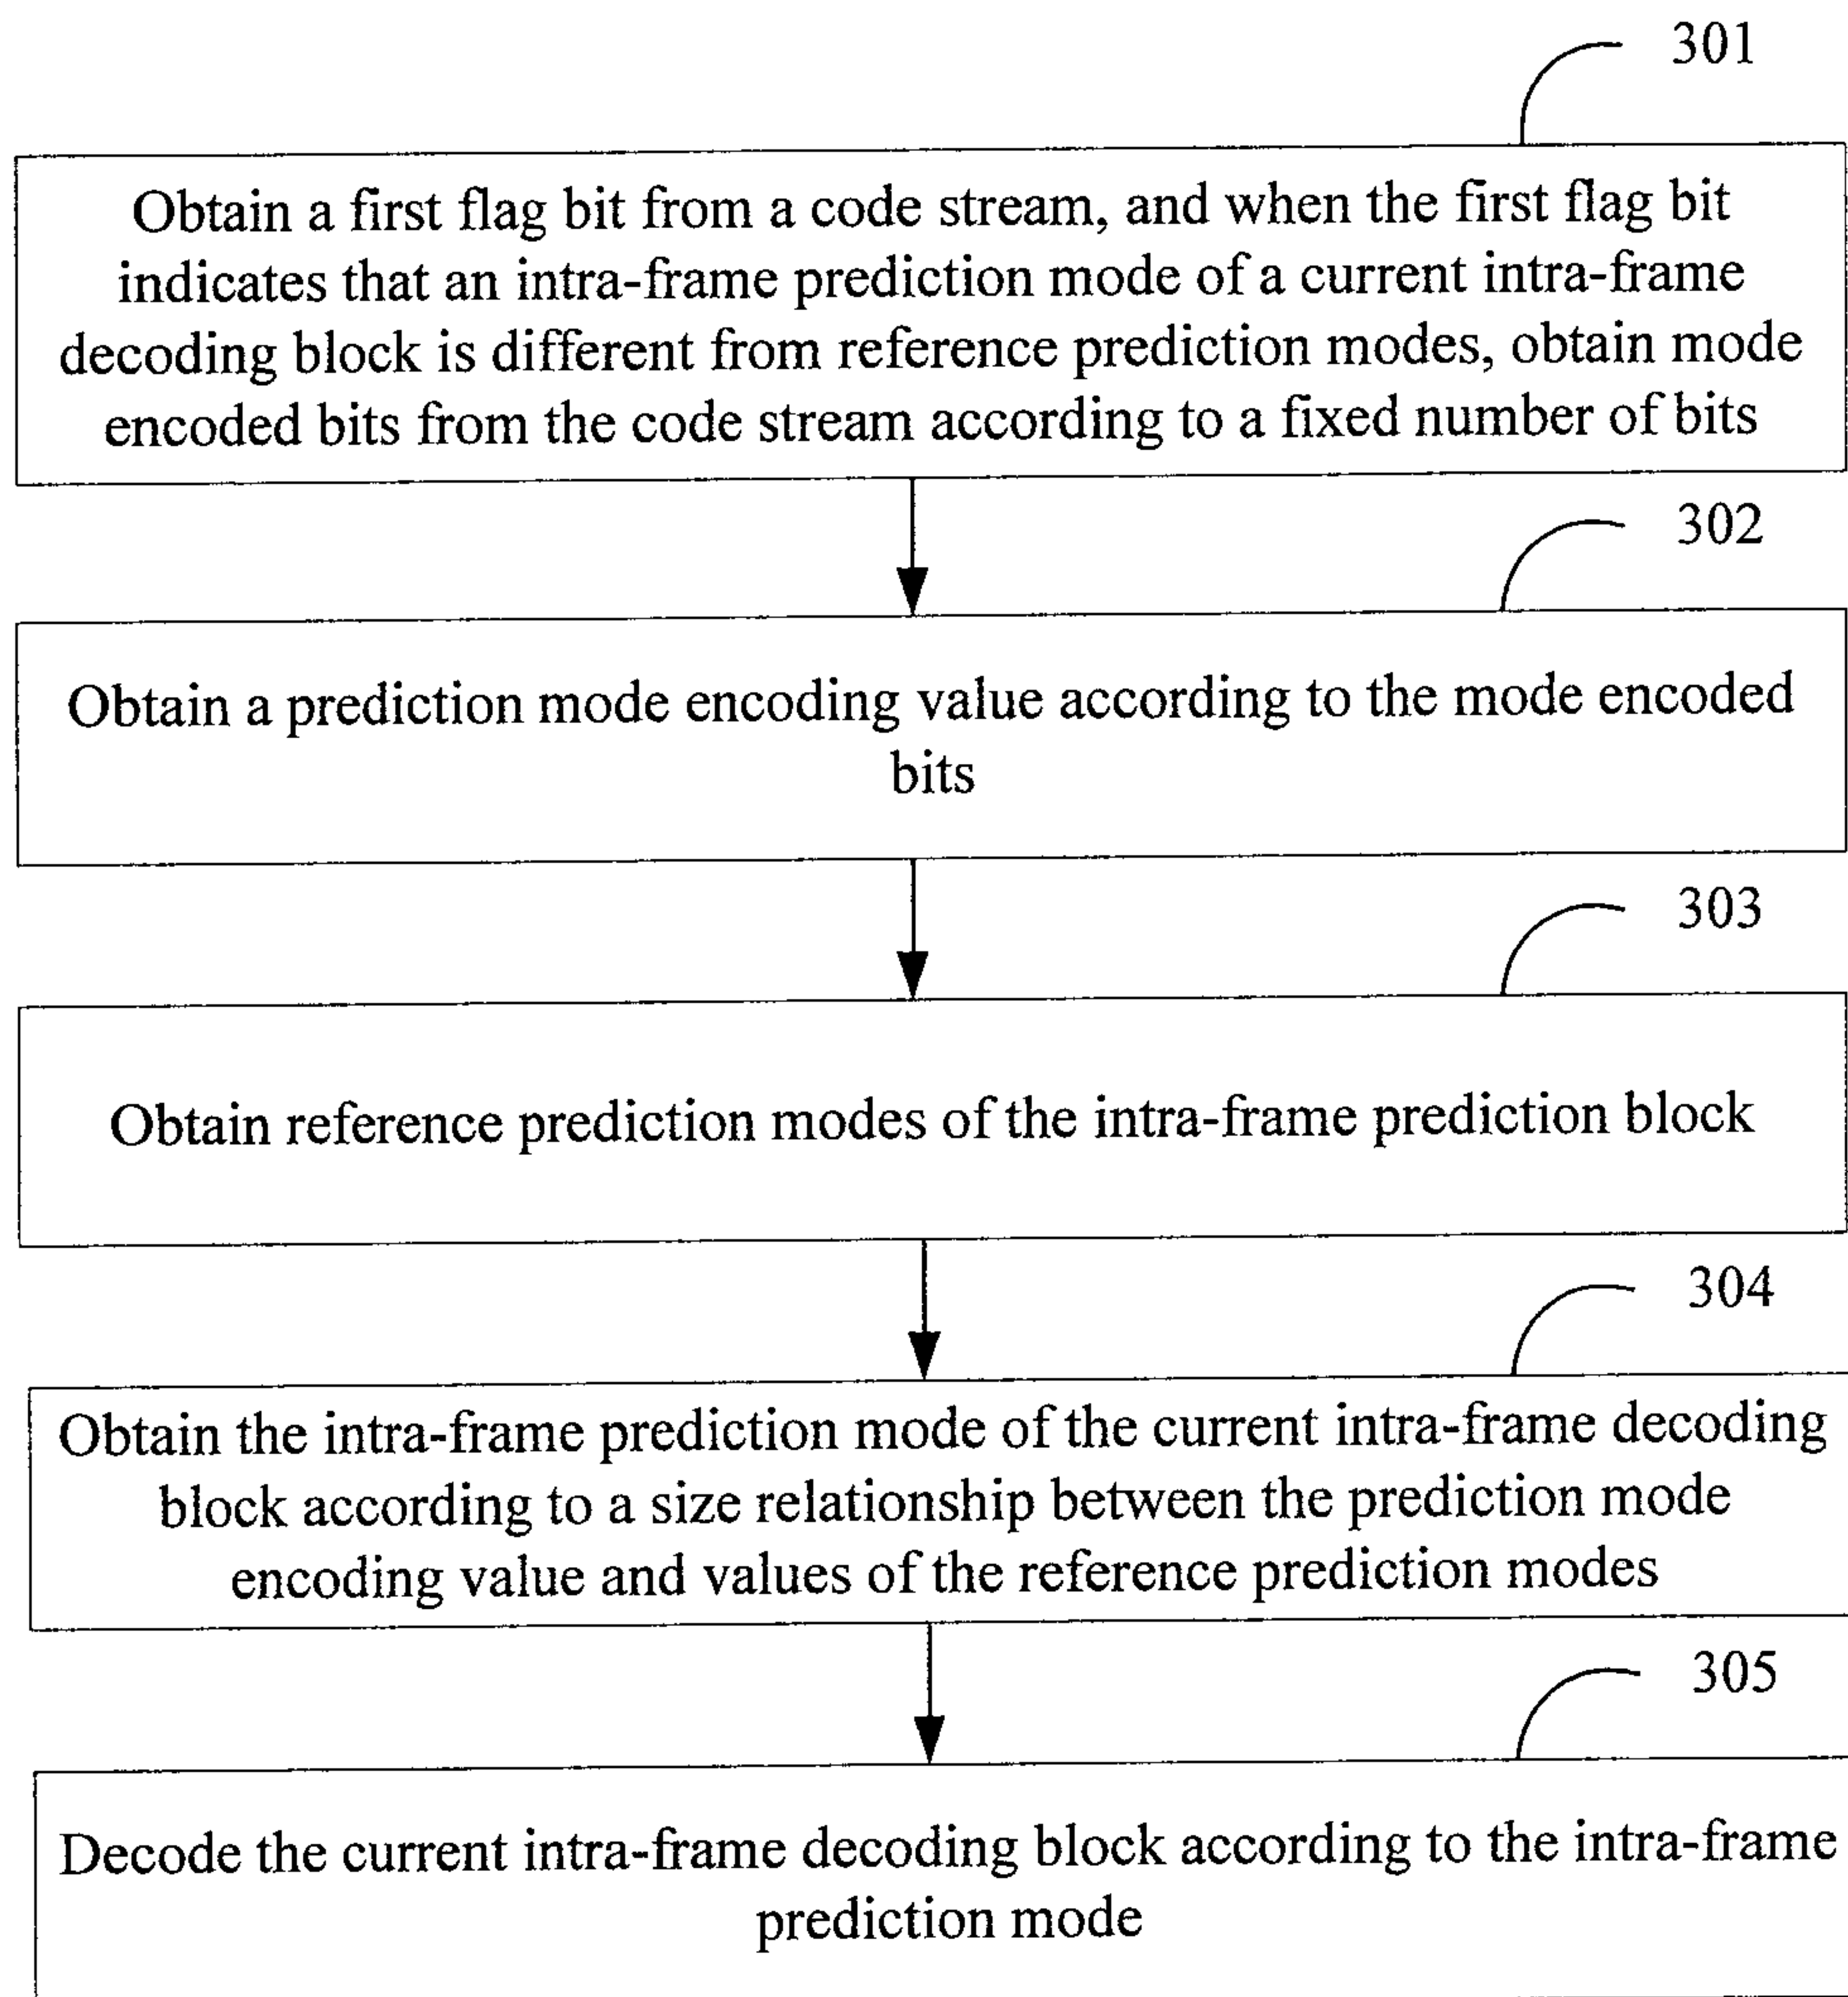 301
Obtain a first flag bit from a code stream, and when the first flag bit
indicates that an intra-frame prediction mode of a current intra-frame
decoding block is different from reference prediction modes, obtain mode
encoded bits from the code stream according to a fixed number of bits
302
Obtain a prediction mode encoding value according to the mode encoded
bits
303
Obtain reference prediction modes of the intra-frame prediction block
304
Obtain the intra-frame prediction mode of the current intra-frame decoding
block according to a size relationship between the prediction mode
encoding value and values of the reference prediction modes
305
Decode the current intra-frame decoding block according to the intra-frame
prediction mode